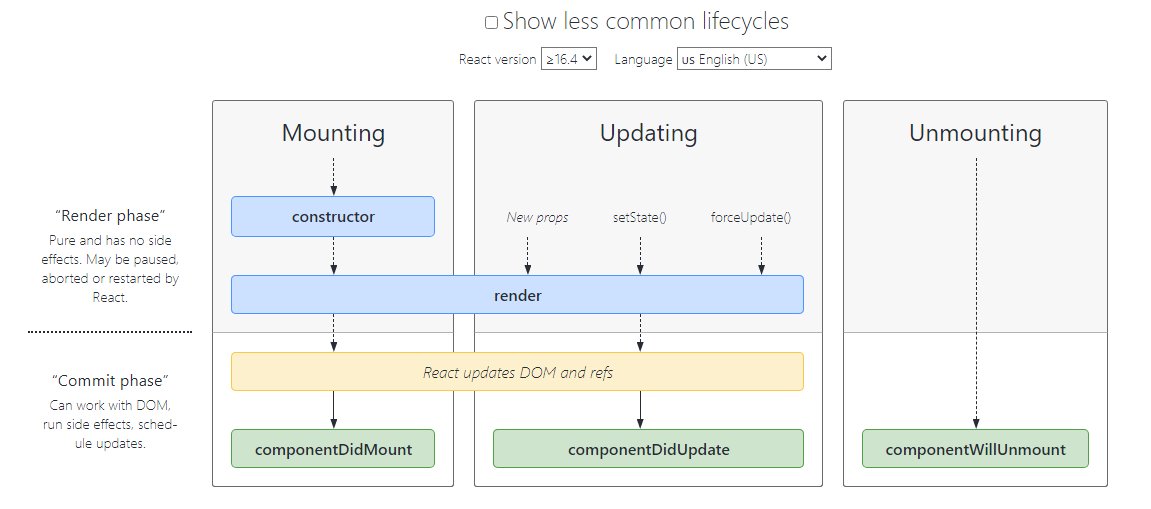 Show less common lifecycles
React version ≥16.4 Language us English (US)
Mounting
Updating
Unmounting
“Render phase”
Pure and has no side
effects. May be paused,
aborted or restarted by
React.
constructor
New props
setState()
forceUpdate()
render
“Commit phase”
Can work with DOM,
run side effects, sched-
ule updates.
React updates DOM and refs
componentDidMount
componentDidUpdate
componentWillUnmount